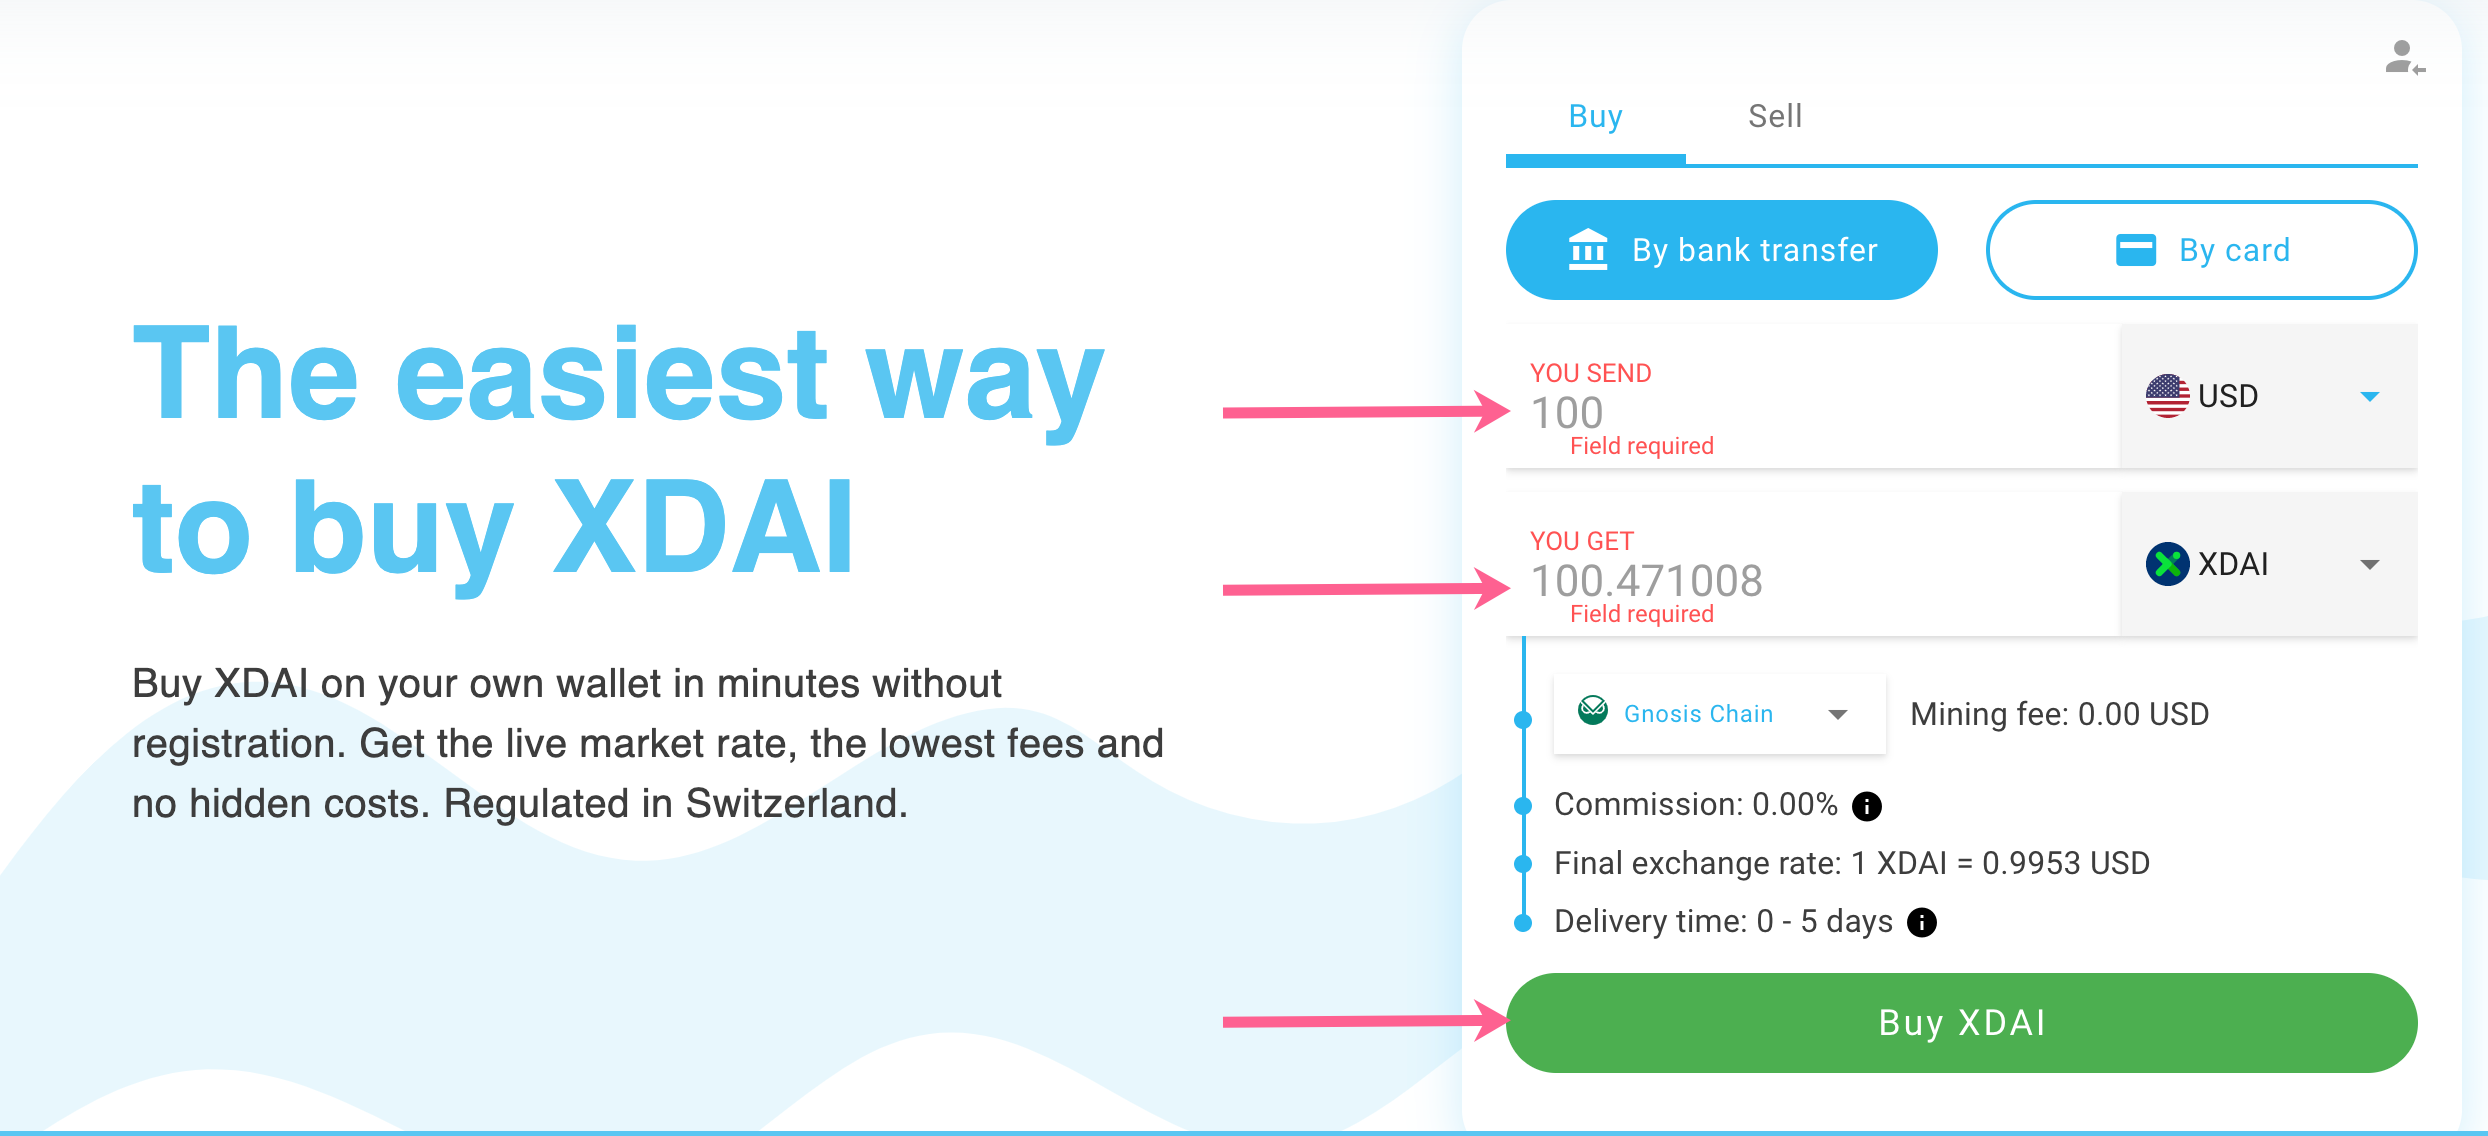 The easiest way
to buy XDAI
Buy XDAI on your own wallet in minutes without
registration. Get the live market rate, the lowest fees and
no hidden costs. Regulated in Switzerland.
Buy
Sell
By bank transfer
By card
YOU SEND
100
Field required
USD
YOU GET
100.471008
Field required
XDAI
Gnosis Chain
Mining fee: 0.00 USD
Commission: 0.00%
Final exchange rate: 1 XDAI = 0.9953 USD
Delivery time: 0 - 5 days
Buy XDAI